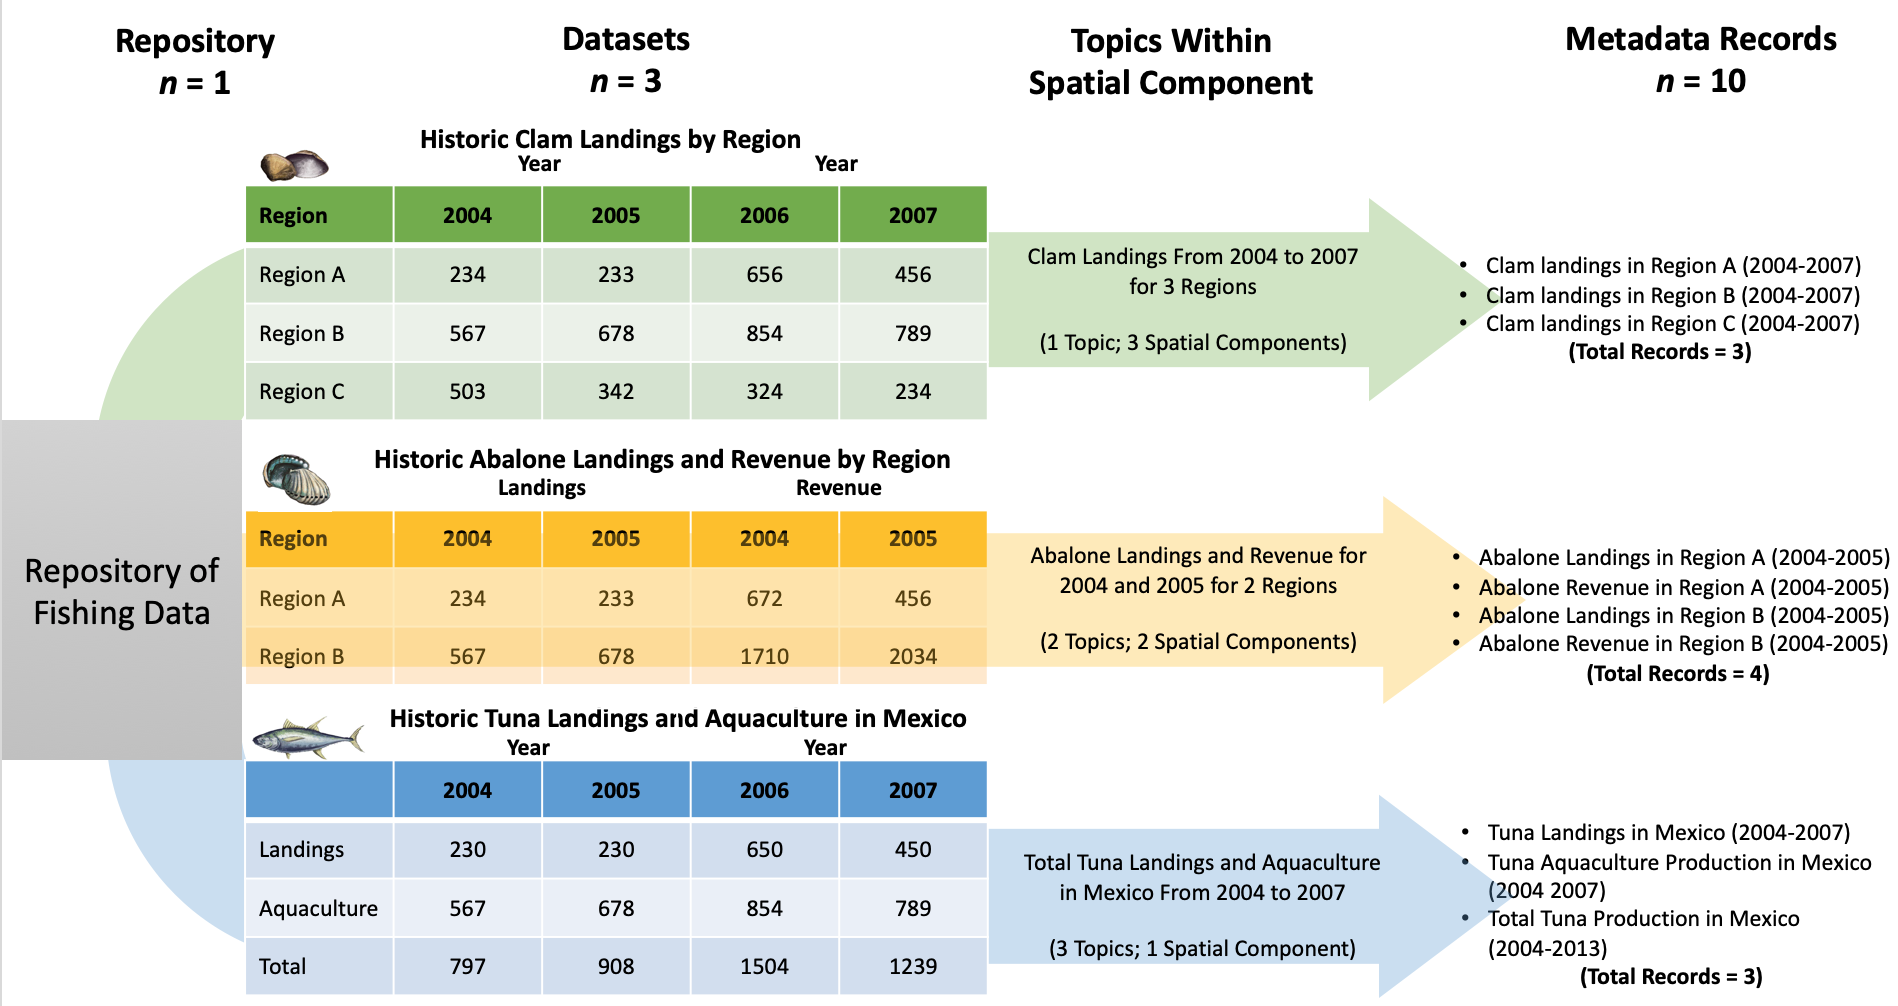 Repository
n = 1
Datasets
n = 3
Topics Within
Spatial Component
Metadata Records
n = 10
Historic Clam Landings by Region
Year Year
Region 2004 2005 2006 2007
Region A 234 233 656 456
Region B 567 678 854 789
Region C 503 342 324 234
Clam Landings From 2004 to 2007
for 3 Regions
(1 Topic; 3 Spatial Components)
• Clam landings in Region A (2004-2007)
• Clam landings in Region B (2004-2007)
• Clam landings in Region C (2004-2007)
(Total Records = 3)
Repository of
Fishing Data
Historic Abalone Landings and Revenue by Region
Landings Revenue
Region 2004 2005 2004 2005
Region A 234 233 672 456
Region B 567 678 1710 2034
Abalone Landings and Revenue for
2004 and 2005 for 2 Regions
(2 Topics; 2 Spatial Components)
• Abalone Landings in Region A (2004-2005)
• Abalone Revenue in Region A (2004-2005)
• Abalone Landings in Region B (2004-2005)
• Abalone Revenue in Region B (2004-2005)
(Total Records = 4)
Historic Tuna Landings and Aquaculture in Mexico
Year Year
2004 2005 2006 2007
Landings 230 230 650 450
Aquaculture 567 678 854 789
Total 797 908 1504 1239
Total Tuna Landings and Aquaculture
in Mexico From 2004 to 2007
(3 Topics; 1 Spatial Component)
• Tuna Landings in Mexico (2004-2007)
• Tuna Aquaculture Production in Mexico
(2004 2007)
• Total Tuna Production in Mexico
(2004-2013)
(Total Records = 3)